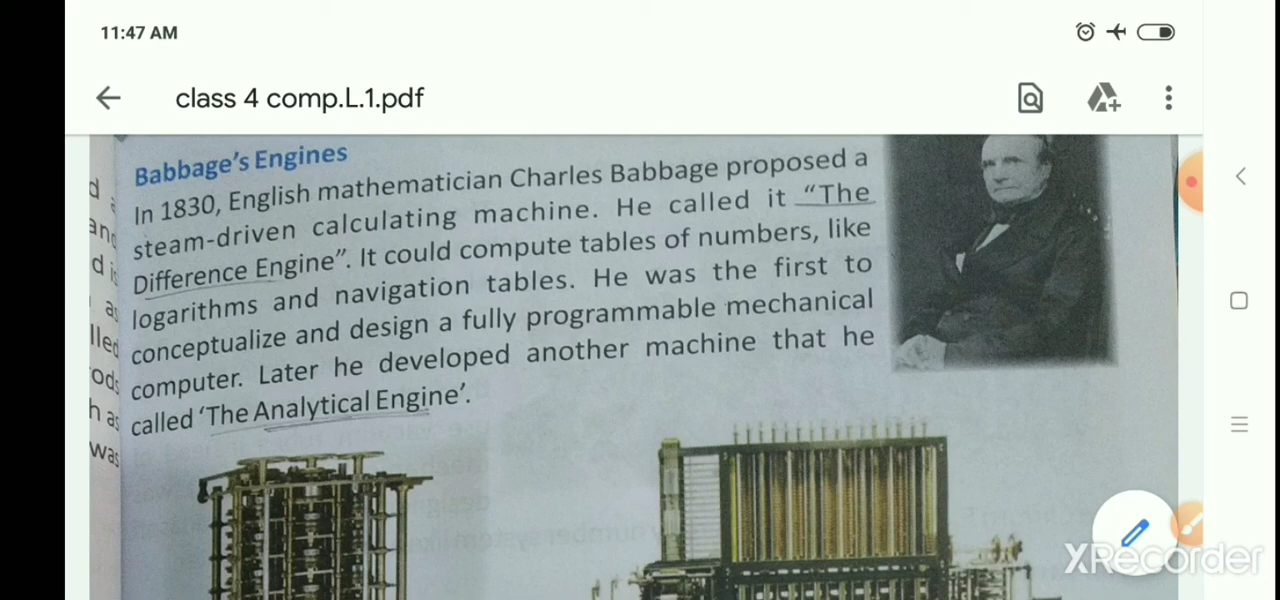 11:47 AM
class 4 comp.L.1.pdf
Babbage's Engines
In 1830, English mathematician Charles Babbage proposed a
steam-driven calculating machine. He called it "The
Difference Engine". It could compute tables of numbers, like
logarithms and navigation tables. He was the first to
conceptualize and design a fully programmable mechanical
computer. Later he developed another machine that he
called 'The Analytical Engine'.
was
XRecorder